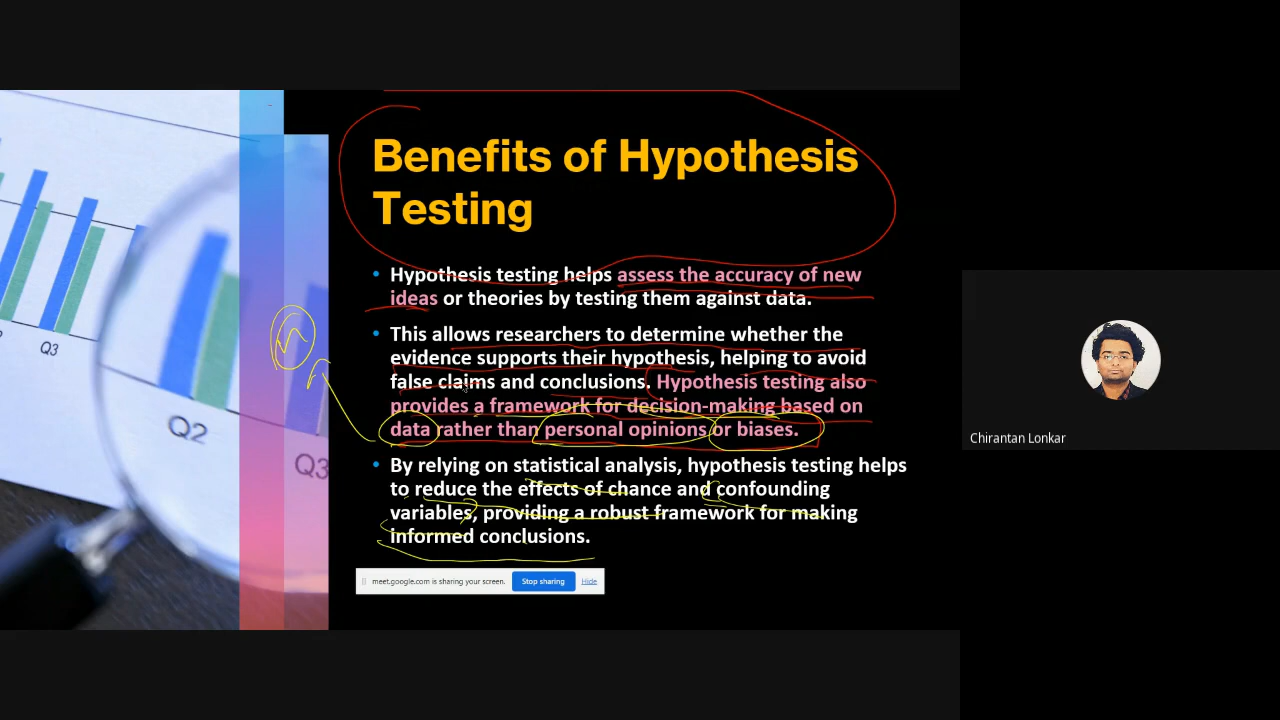 Benefits of Hypothesis
Testing
• Hypothesis testing helps assess the accuracy of new
ideas or theories by testing them against data.
• This allows researchers to determine whether the
evidence supports their hypothesis, helping to avoid
false claims and conclusions. Hypothesis testing also
provides a framework for decision-making based on
data rather than personal opinions or biases.
• By relying on statistical analysis, hypothesis testing helps
to reduce the effects of chance and confounding
variables, providing a robust framework for making
informed conclusions.
Q3
Q2
Q3
meet.google.com is sharing your screen. Stop sharing Hide
Chirantan Lonkar